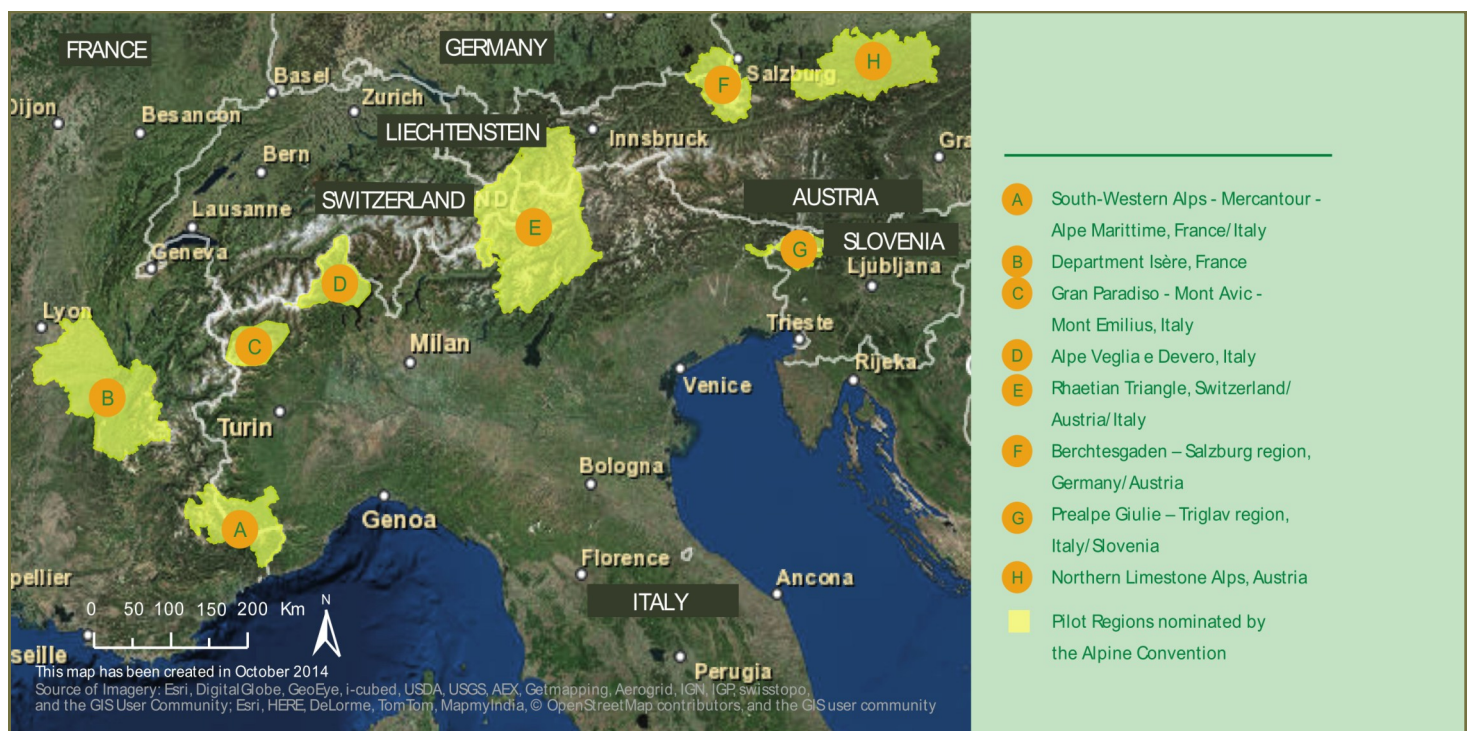 FRANCE
GERMANY
Basel
Salzburg
H
F
Dijon
Zurich
Besancon
LIECHTENSTEIN
Innsbruck
Gra
Bern
SWITZERLAND
ND
AUSTRIA
Lausanne
E
SLOVENIA
G
Geneva
Ljubljana
D
Lyon
Trieste
C
Milan
Rijeka
Venice
B
Turin
Bologna
A
Genoa
Florence
Ancona
pellier
ITALY
0 50 100 150 200 Km
N
seille
Perugia
This map has been created in October 2014
Source of Imagery: Esri, DigitalGlobe, GeoEye, i-cubed, USDA, USGS, AEX, Getmapping, Aerogrid, IGN, IGP, swisstopo,
and the GIS User Community; Esri, HERE, DeLorme, TomTom, MapmyIndia, © OpenStreetMap contributors, and the GIS user community
A South-Western Alps - Mercantour -
Alpe Marittime, France/Italy
B Department Isère, France
C Gran Paradiso - Mont Avic -
Mont Emilius, Italy
D Alpe Veglia e Devero, Italy
E Rhaetian Triangle, Switzerland/
Austria/Italy
F Berchtesgaden – Salzburg region,
Germany/Austria
G Prealpe Giulie – Triglav region,
Italy/Slovenia
H Northern Limestone Alps, Austria
Pilot Regions nominated by
the Alpine Convention